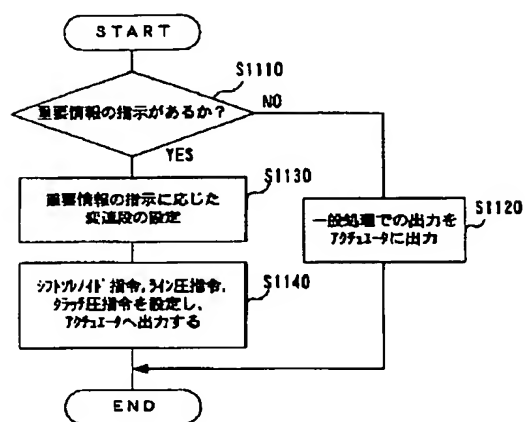 START
S1110
重要情報の指示があるか?
NO
YES
S1130
重要情報の指示に応じた
変速段の設定
S1120
一般処理での出力を
アクチュエータに出力
S1140
シフトソレノイド指令,ライン圧指令,
クラッチ圧指令を設定し,
アクチュエータへ出力する
END